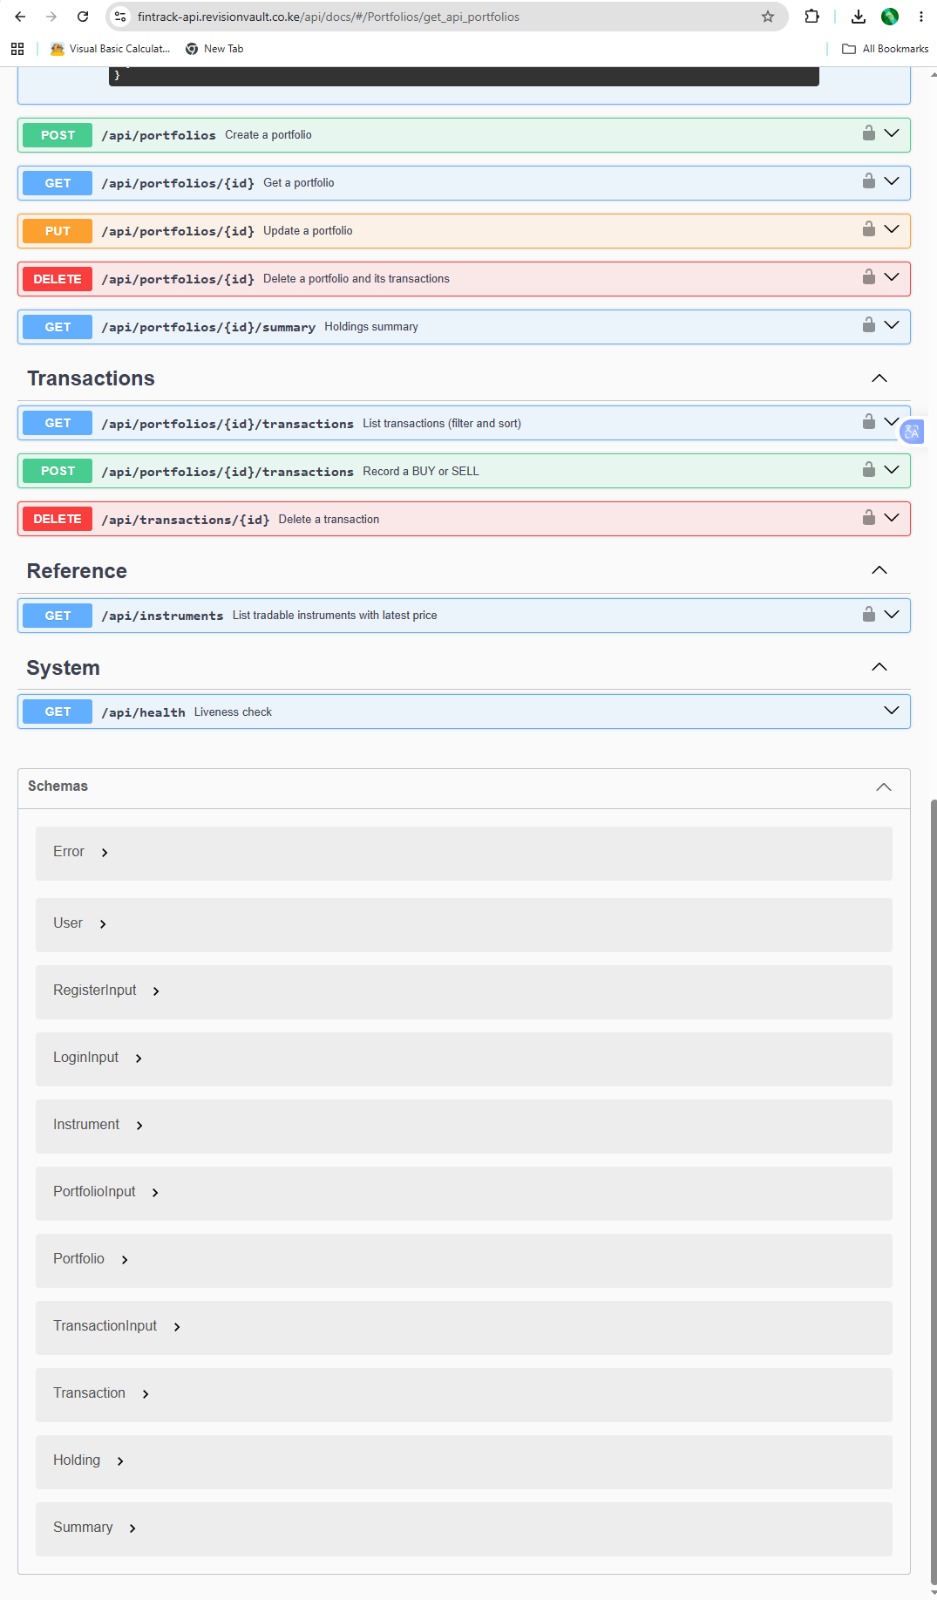 fintrack-api.revisionvault.co.ke/api/docs/#/Portfolios/get_api_portfolios
Visual Basic Calculat...
New Tab
All Bookmarks
}
POST /api/portfolios Create a portfolio
GET /api/portfolios/{id} Get a portfolio
PUT /api/portfolios/{id} Update a portfolio
DELETE /api/portfolios/{id} Delete a portfolio and its transactions
GET /api/portfolios/{id}/summary Holdings summary
Transactions
GET /api/portfolios/{id}/transactions List transactions (filter and sort)
POST /api/portfolios/{id}/transactions Record a BUY or SELL
DELETE /api/transactions/{id} Delete a transaction
Reference
GET /api/instruments List tradable instruments with latest price
System
GET /api/health Liveness check
Schemas
Error
User
RegisterInput
LoginInput
Instrument
PortfolioInput
Portfolio
TransactionInput
Transaction
Holding
Summary